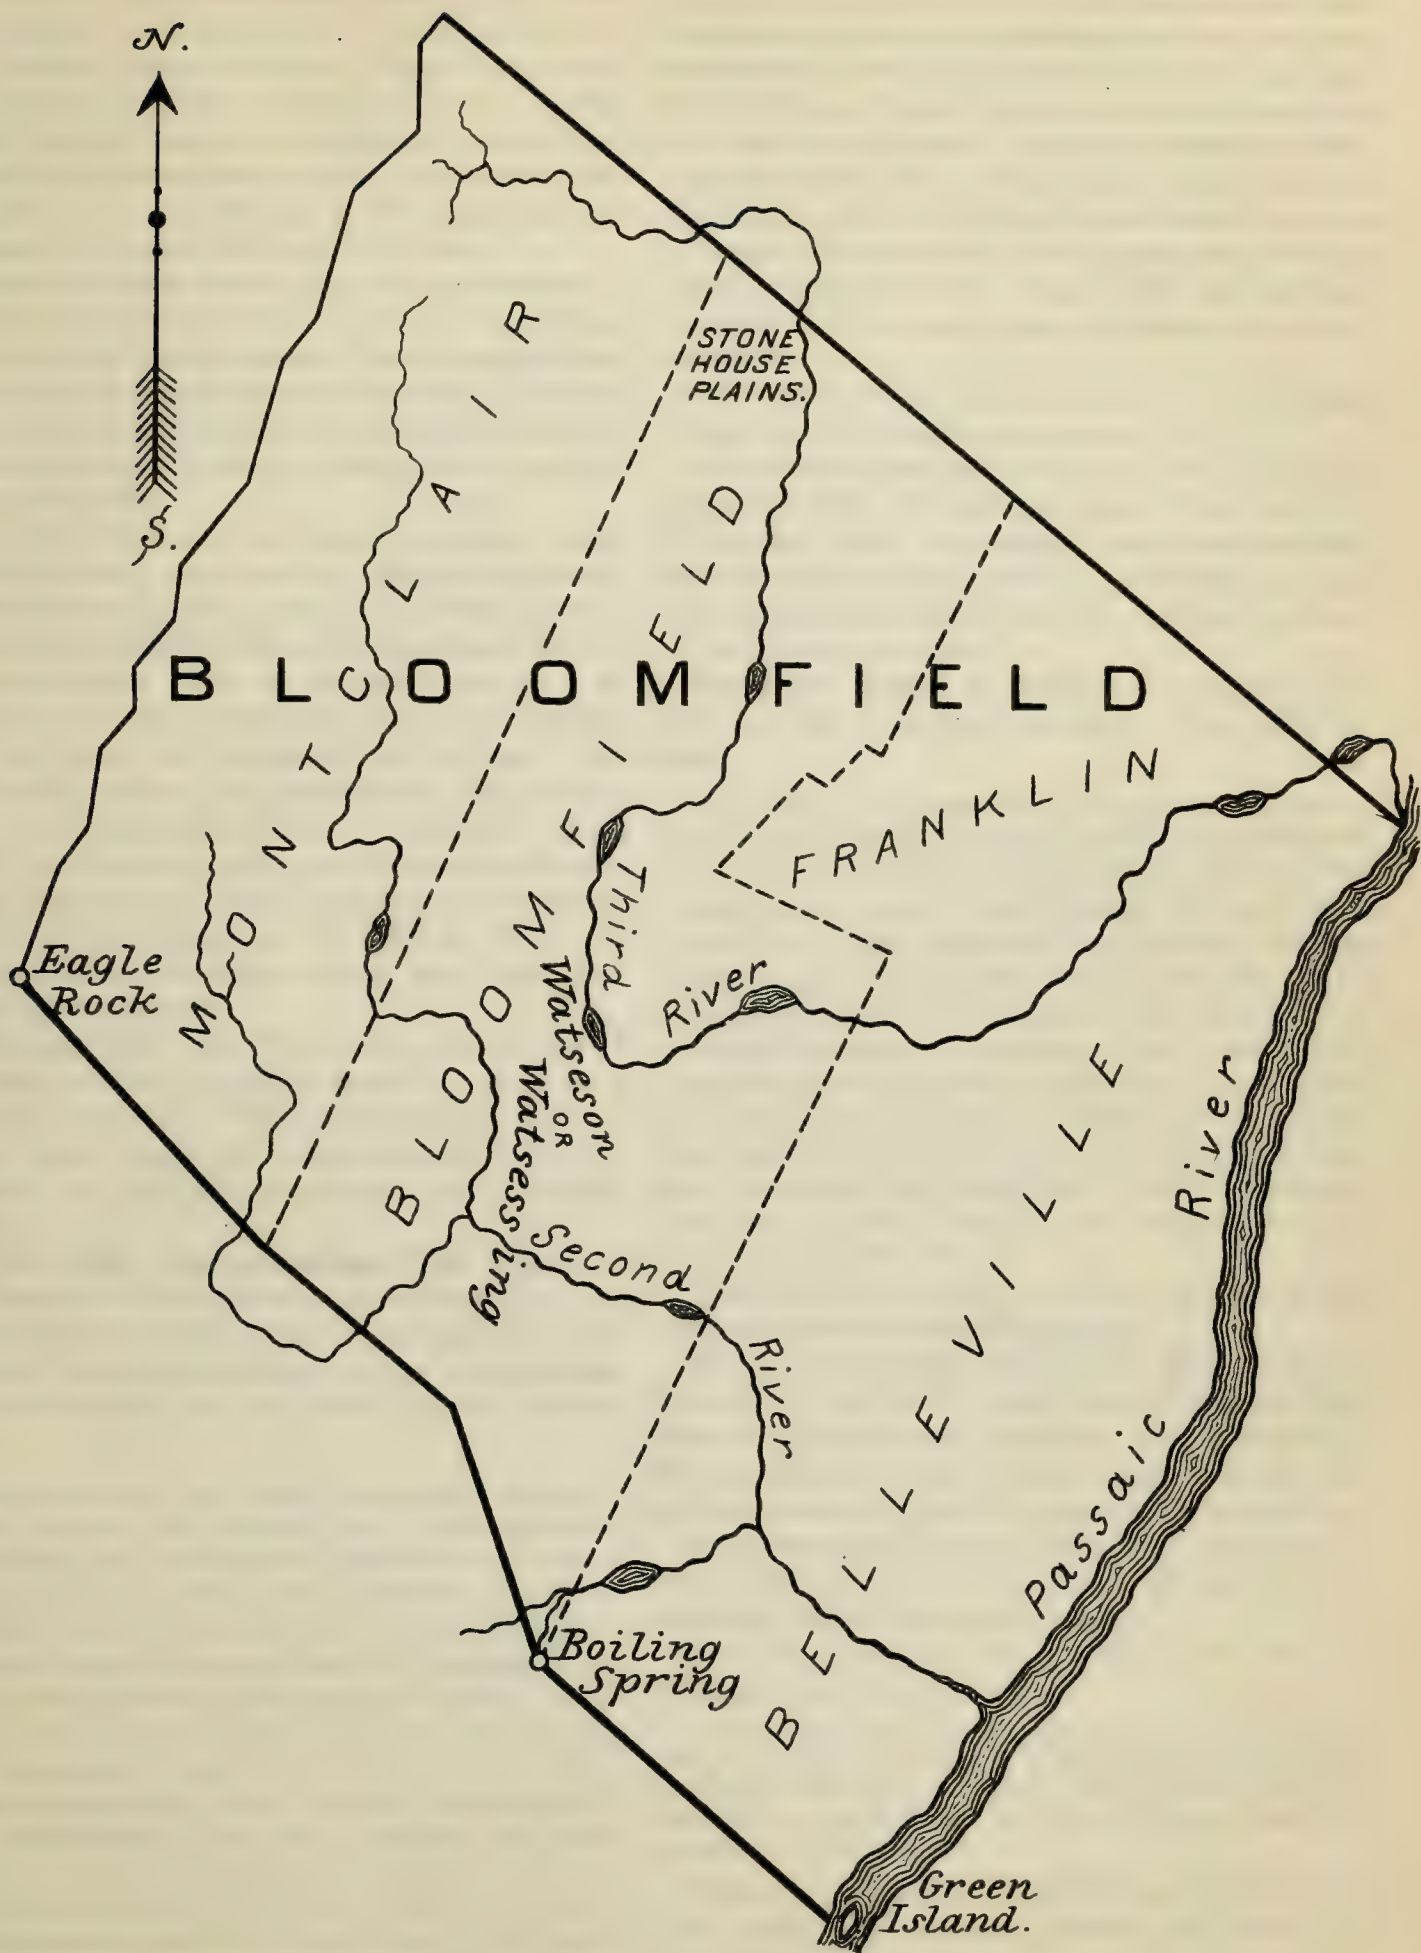 N.
S.
MONTCLAIR
STONE
HOUSE
PLAINS.
BLOOMFIELD
BLOOMFIELD
FRANKLIN
Third
River
Eagle
Rock
Watseson
OR
Watsessing
Second
River
BELLEVILLE
Passaic River
Boiling
Spring
Green
Island.